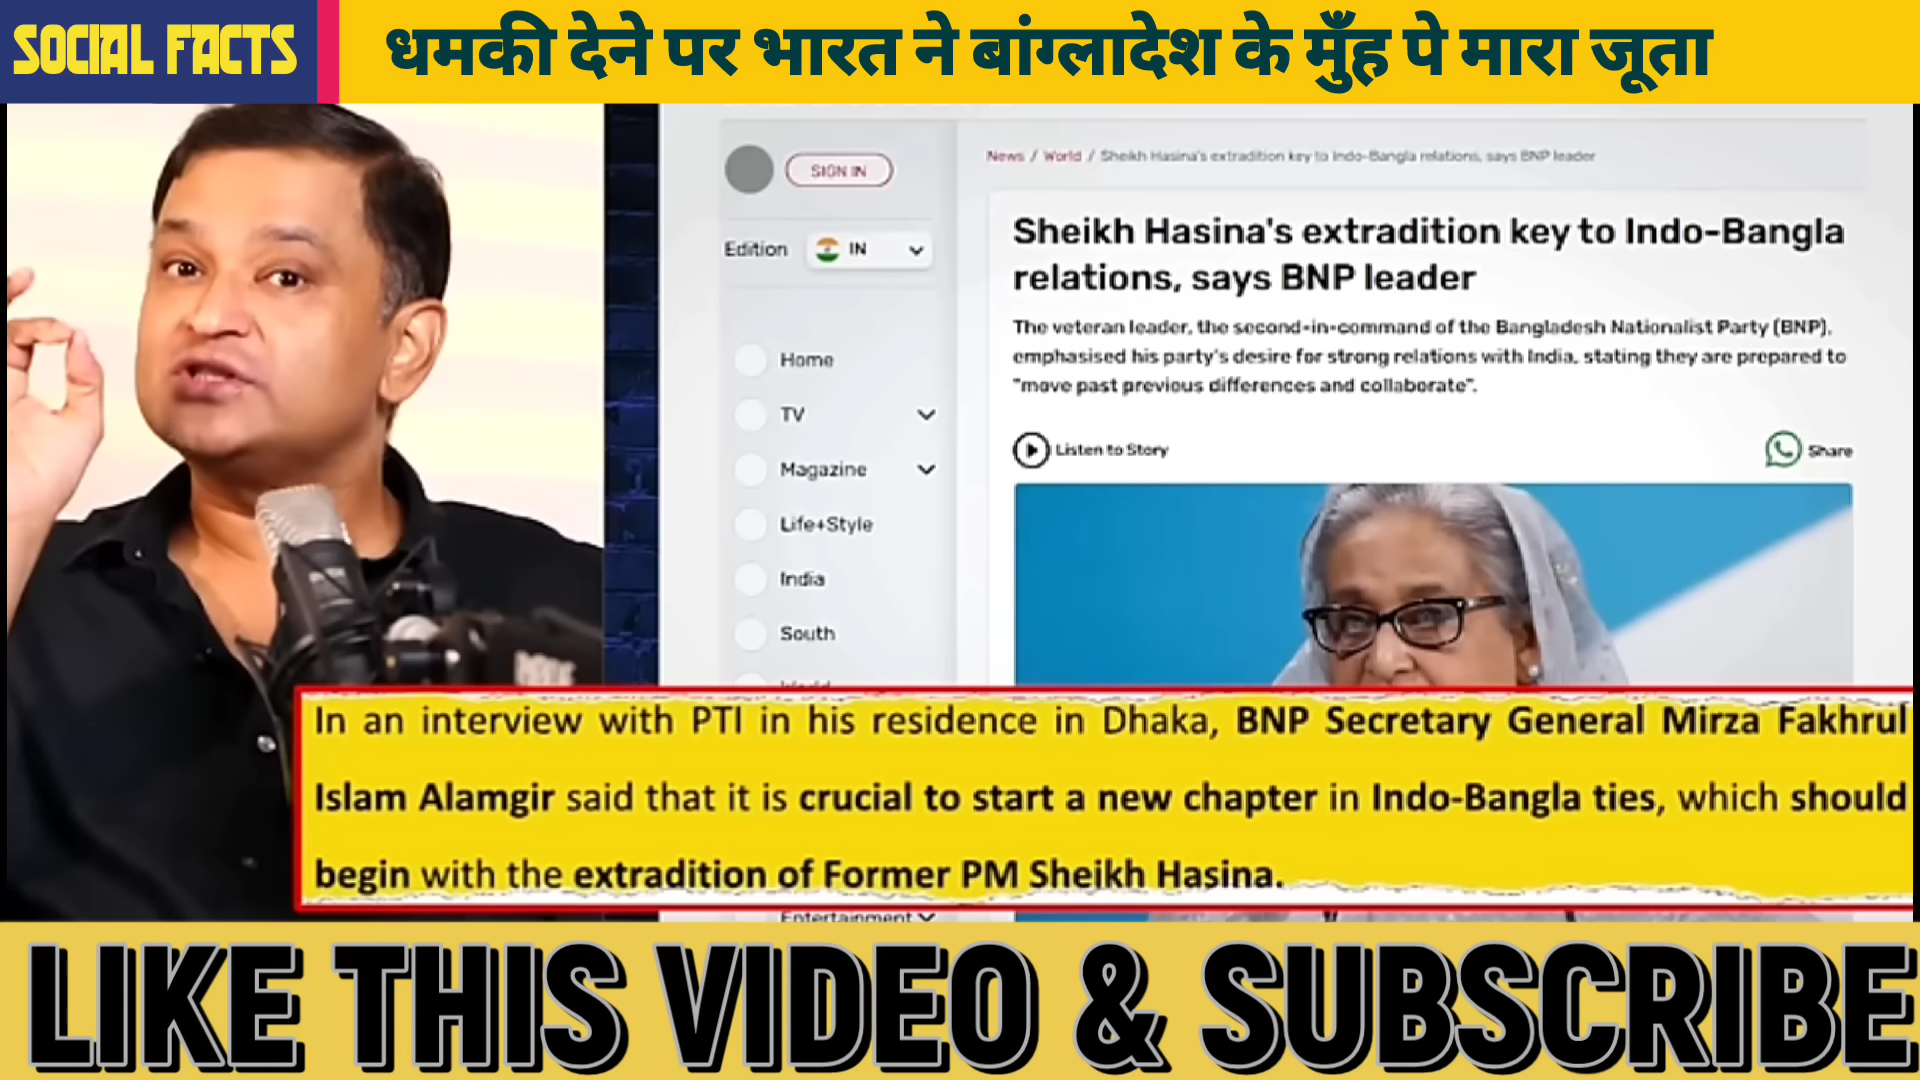 SOCIAL FACTS
धमकी देने पर भारत ने बांग्लादेश के मुँह पे मारा जूता
SIGN IN
Edition
IN
Home
TV
Magazine
Life+Style
India
South
World
Entertainment
News / World / Sheikh Hasina's extradition key to Indo-Bangla relations, says BNP leader
Sheikh Hasina's extradition key to Indo-Bangla
relations, says BNP leader
The veteran leader, the second-in-command of the Bangladesh Nationalist Party (BNP),
emphasised his party's desire for strong relations with India, stating they are prepared to
"move past previous differences and collaborate".
Listen to Story
Share
In an interview with PTI in his residence in Dhaka, BNP Secretary General Mirza Fakhrul
Islam Alamgir said that it is crucial to start a new chapter in Indo-Bangla ties, which should
begin with the extradition of Former PM Sheikh Hasina.
LIKE THIS VIDEO & SUBSCRIBE